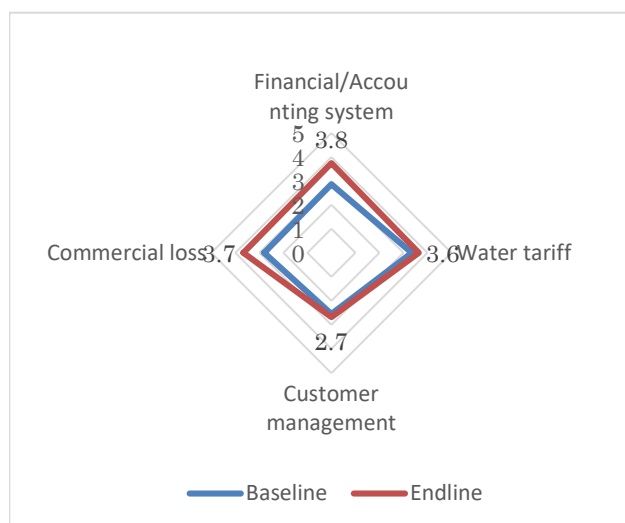 Financial/Accou
nting system
5
3.8
4
3
2
1
0
Commercial loss
3.7
3.6
Water tariff
2.7
Customer
management
Baseline
Endline